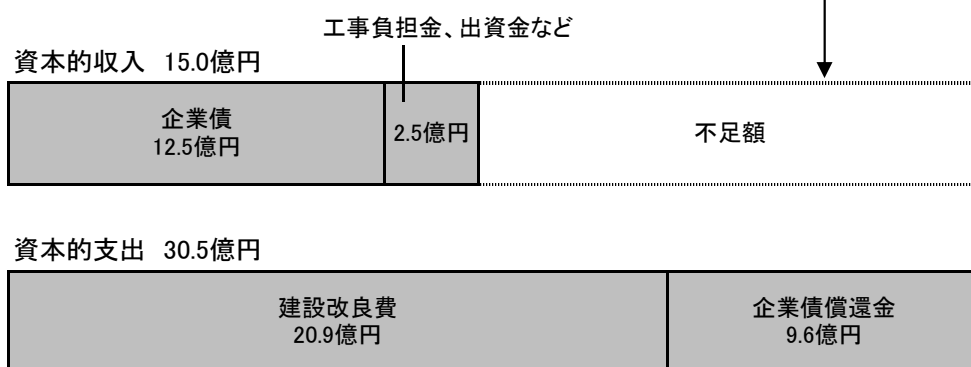 工事負担金、出資金など
資本的収入 15.0億円
企業債
12.5億円
2.5億円
不足額
資本的支出 30.5億円
建設改良費
20.9億円
企業債償還金
9.6億円